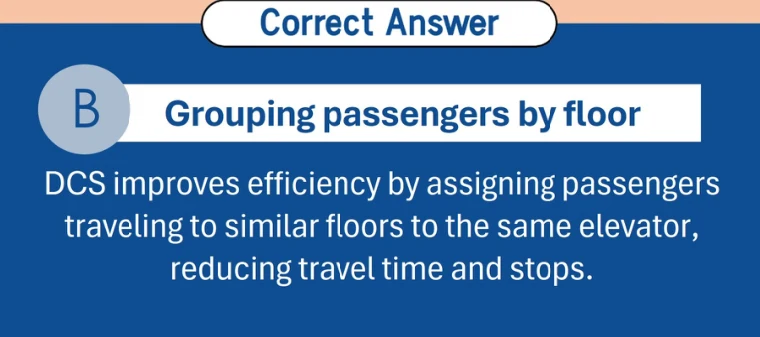 Correct Answer
B
Grouping passengers by floor
DCS improves efficiency by assigning passengers
traveling to similar floors to the same elevator,
reducing travel time and stops.